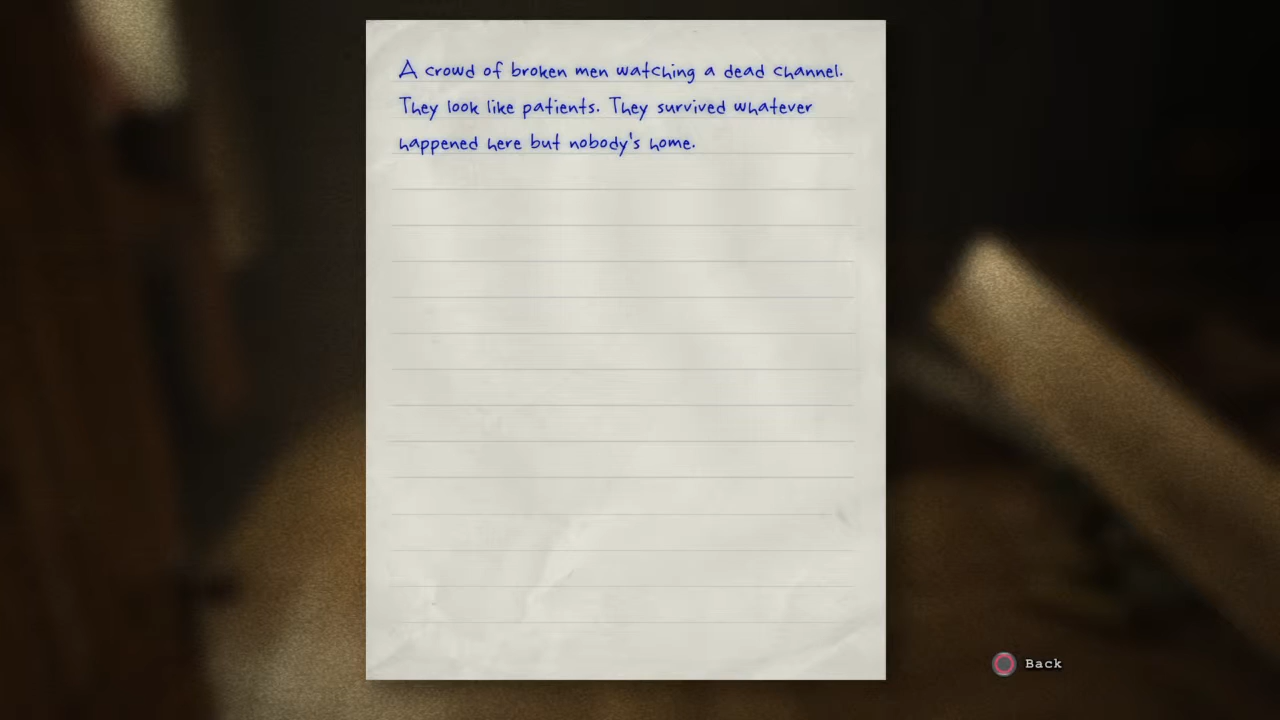 A crowd of broken men watching a dead channel.
They look like patients. They survived whatever
happened here but nobody's home.
Back